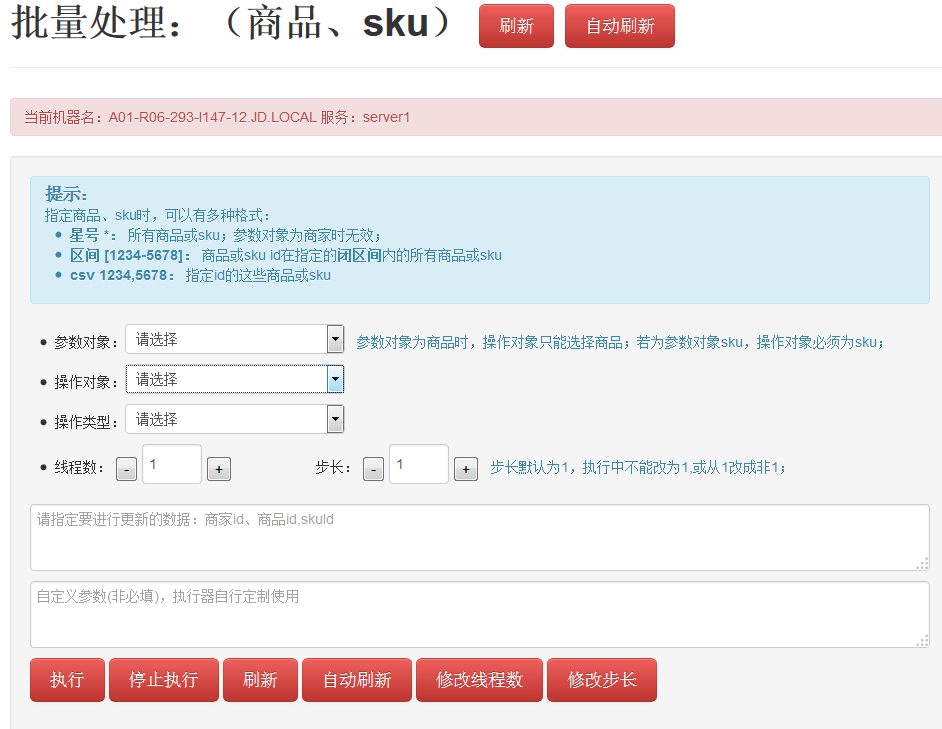 批量处理：（商品、sku） 刷新 自动刷新
当前机器名：A01-R06-293-I147-12.JD.LOCAL 服务：server1
提示：
指定商品、sku时，可以有多种格式：
星号 *： 所有商品或sku；参数对象为商家时无效；
区间 [1234-5678]： 商品或sku id在指定的闭区间内的所有商品或sku
csv 1234,5678： 指定id的这些商品或sku
参数对象： 请选择 参数对象为商品时，操作对象只能选择商品；若为参数对象sku，操作对象必须为sku；
操作对象： 请选择
操作类型： 请选择
线程数： - 1 + 步长： - 1 + 步长默认为1，执行中不能改为1,或从1改成非1；
请指定要进行更新的数据：商家id、商品id,skuId
自定义参数(非必填)，执行器自行定制使用
执行 停止执行 刷新 自动刷新 修改线程数 修改步长